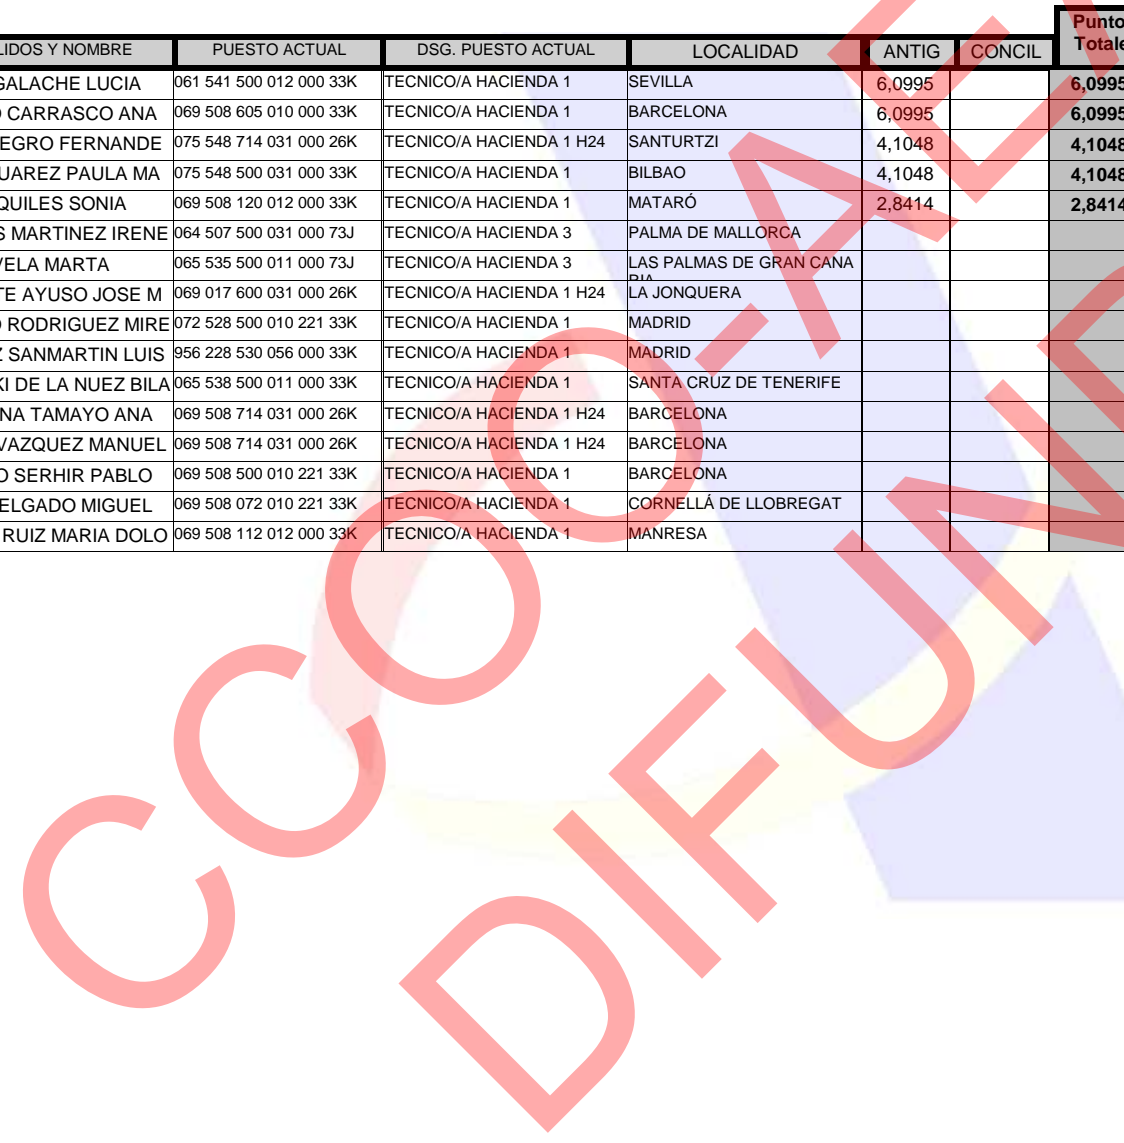 Punto
Totale
LIDOS Y NOMBRE PUESTO ACTUAL DSG. PUESTO ACTUAL LOCALIDAD ANTIG CONCIL
GALACHE LUCIA 061 541 500 012 000 33K TECNICO/A HACIENDA 1 SEVILLA 6,0995 6,0995
O CARRASCO ANA 069 508 605 010 000 33K TECNICO/A HACIENDA 1 BARCELONA 6,0995 6,0995
EGRO FERNANDE 075 548 714 031 000 26K TECNICO/A HACIENDA 1 H24 SANTURTZI 4,1048 4,1048
UAREZ PAULA MA 075 548 500 031 000 33K TECNICO/A HACIENDA 1 BILBAO 4,1048 4,1048
QUILES SONIA 069 508 120 012 000 33K TECNICO/A HACIENDA 1 MATARÓ 2,8414 2,8414
S MARTINEZ IRENE 064 507 500 031 000 73J TECNICO/A HACIENDA 3 PALMA DE MALLORCA
VELA MARTA 065 535 500 011 000 73J TECNICO/A HACIENDA 3 LAS PALMAS DE GRAN CANA
RIA
TE AYUSO JOSE M 069 017 600 031 000 26K TECNICO/A HACIENDA 1 H24 LA JONQUERA
O RODRIGUEZ MIRE 072 528 500 010 221 33K TECNICO/A HACIENDA 1 MADRID
Z SANMARTIN LUIS 956 228 530 056 000 33K TECNICO/A HACIENDA 1 MADRID
KI DE LA NUEZ BILA 065 538 500 011 000 33K TECNICO/A HACIENDA 1 SANTA CRUZ DE TENERIFE
NA TAMAYO ANA 069 508 714 031 000 26K TECNICO/A HACIENDA 1 H24 BARCELONA
VAZQUEZ MANUEL 069 508 714 031 000 26K TECNICO/A HACIENDA 1 H24 BARCELONA
O SERHIR PABLO 069 508 500 010 221 33K TECNICO/A HACIENDA 1 BARCELONA
ELGADO MIGUEL 069 508 072 010 221 33K TECNICO/A HACIENDA 1 CORNELLÁ DE LLOBREGAT
RUIZ MARIA DOLO 069 508 112 012 000 33K TECNICO/A HACIENDA 1 MANRESA
CCOO-AE
DIFUND